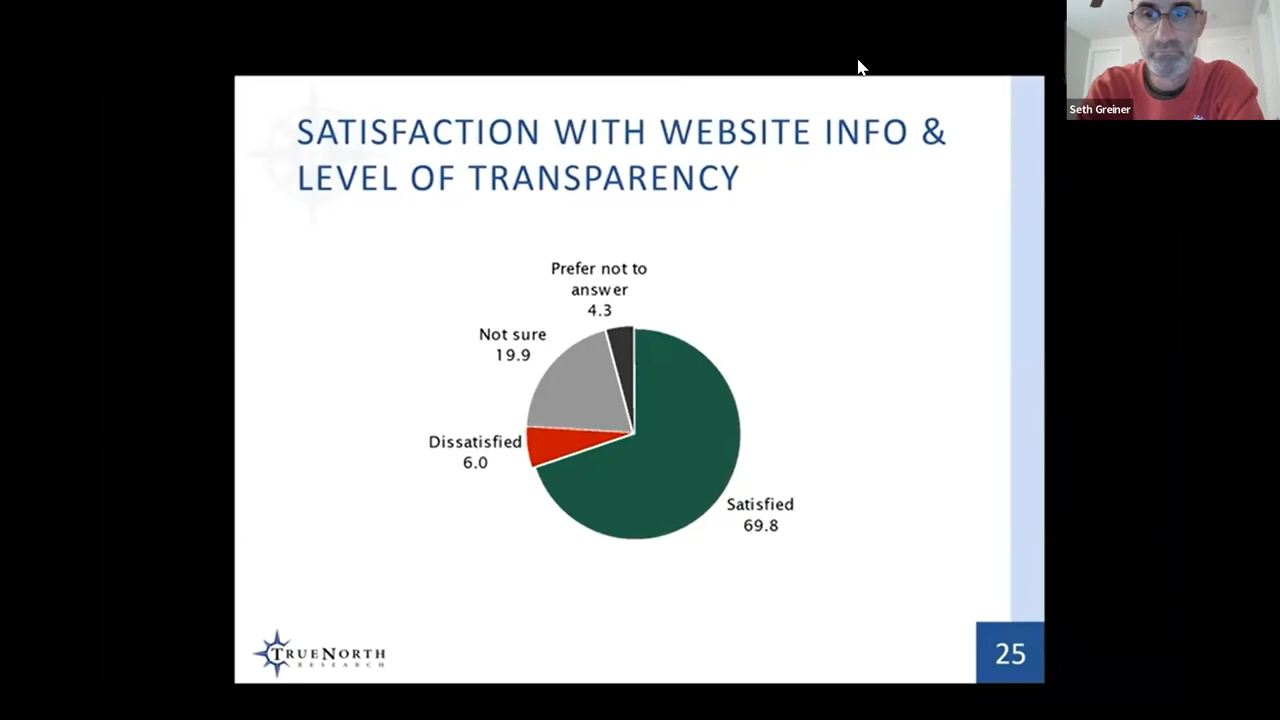 Seth Greiner
SATISFACTION WITH WEBSITE INFO &
LEVEL OF TRANSPARENCY
Prefer not to
answer
4.3
Not sure
19.9
Dissatisfied
6.0
Satisfied
69.8
TRUENORTH
RESEARCH
25